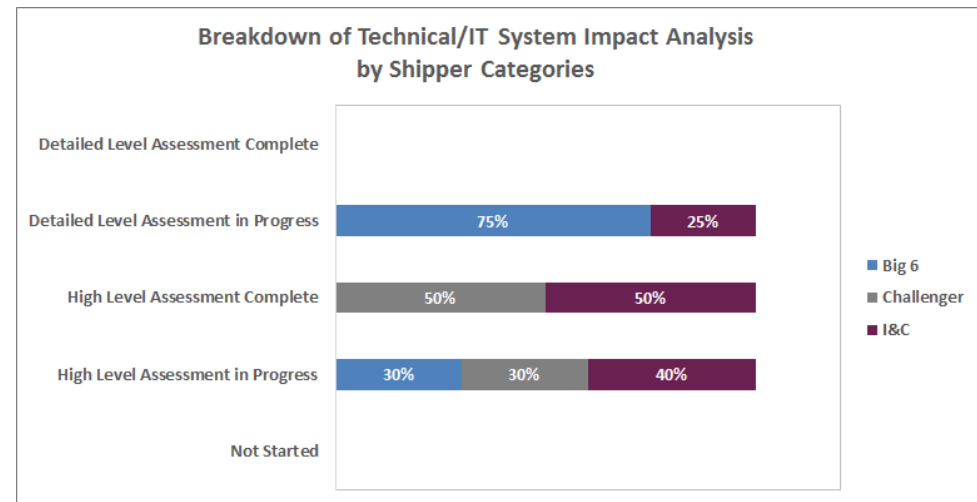 Breakdown of Technical/IT System Impact Analysis
by Shipper Categories
Detailed Level Assessment Complete
Detailed Level Assessment in Progress
75%
25%
High Level Assessment Complete
50%
50%
High Level Assessment in Progress
30%
30%
40%
Not Started
Big 6
Challenger
I&C